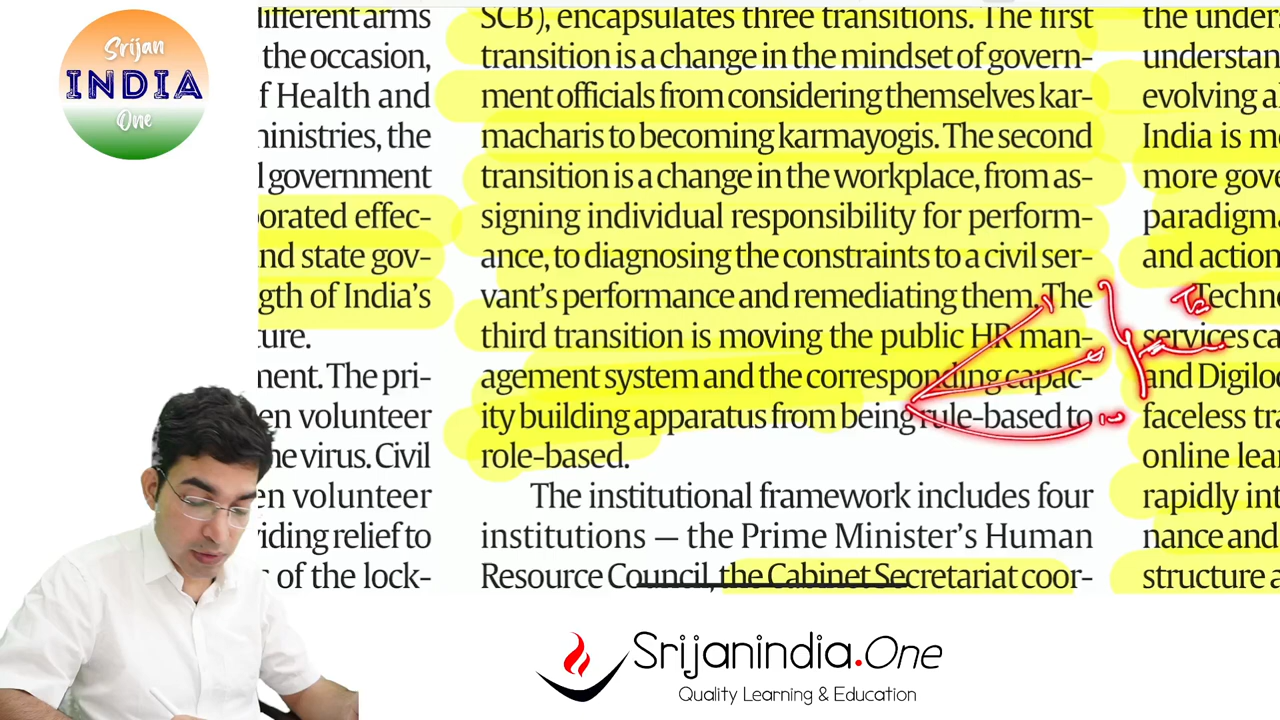 Srijan
INDIA
One
different arms
the occasion,
f Health and
ministries, the
l government
borated effec-
nd state gov-
gth of India's
ture.
ment. The pri-
en volunteer
he virus. Civil
en volunteer
viding relief to
of the lock-
SCB), encapsulates three transitions. The first
transition is a change in the mindset of govern-
ment officials from considering themselves kar-
macharis to becoming karmayogis. The second
transition is a change in the workplace, from as-
signing individual responsibility for perform-
ance, to diagnosing the constraints to a civil ser-
vant's performance and remediating them. The
third transition is moving the public HR man-
agement system and the corresponding capac-
ity building apparatus from being rule-based to
role-based.
The institutional framework includes four
institutions — the Prime Minister's Human
Resource Council, the Cabinet Secretariat coor-
the under
understan
evolving a
India is m
more gove
paradigm
and action
Techn
services ca
and Digilo
faceless tra
online lear
rapidly int
nance and
structure a
Srijanindia.One
Quality Learning & Education